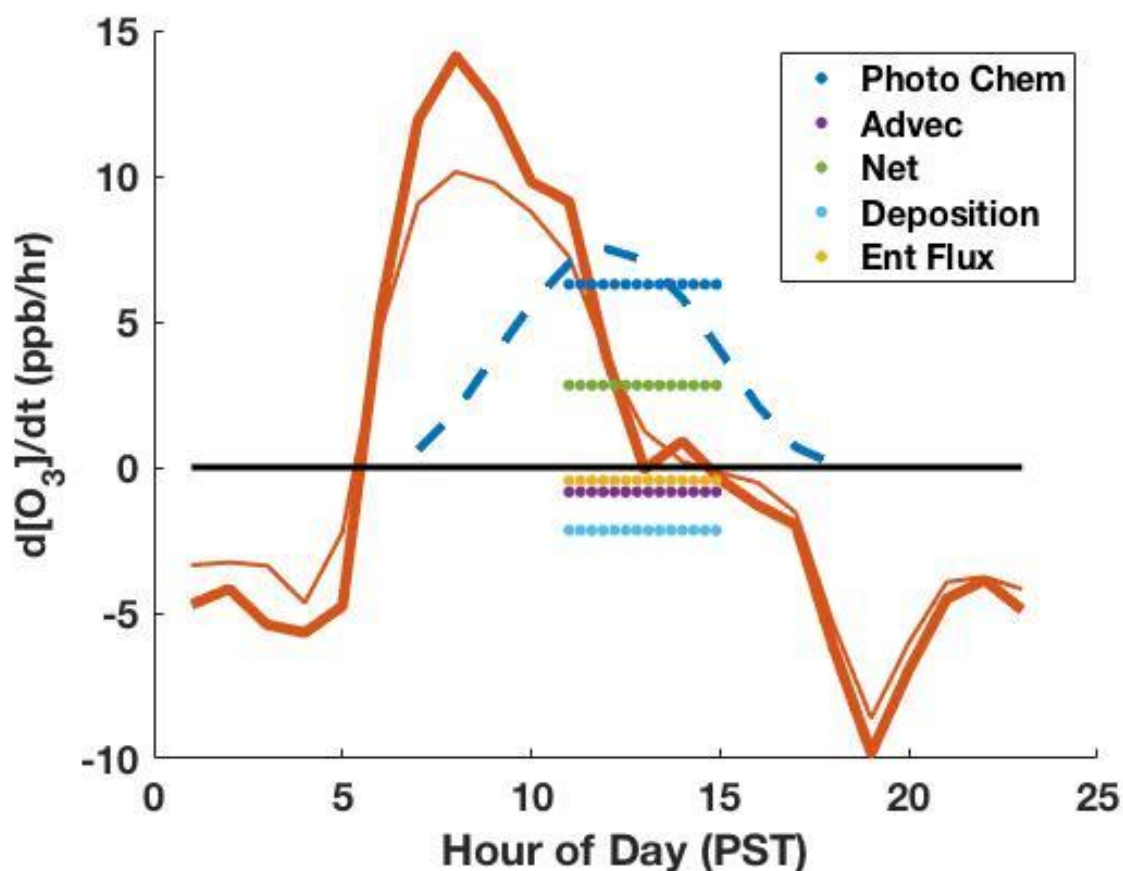 15
10
5
0
-5
-10
d[O3]/dt (ppb/hr)
Photo Chem
Advec
Net
Deposition
Ent Flux
0 5 10 15 20 25
Hour of Day (PST)